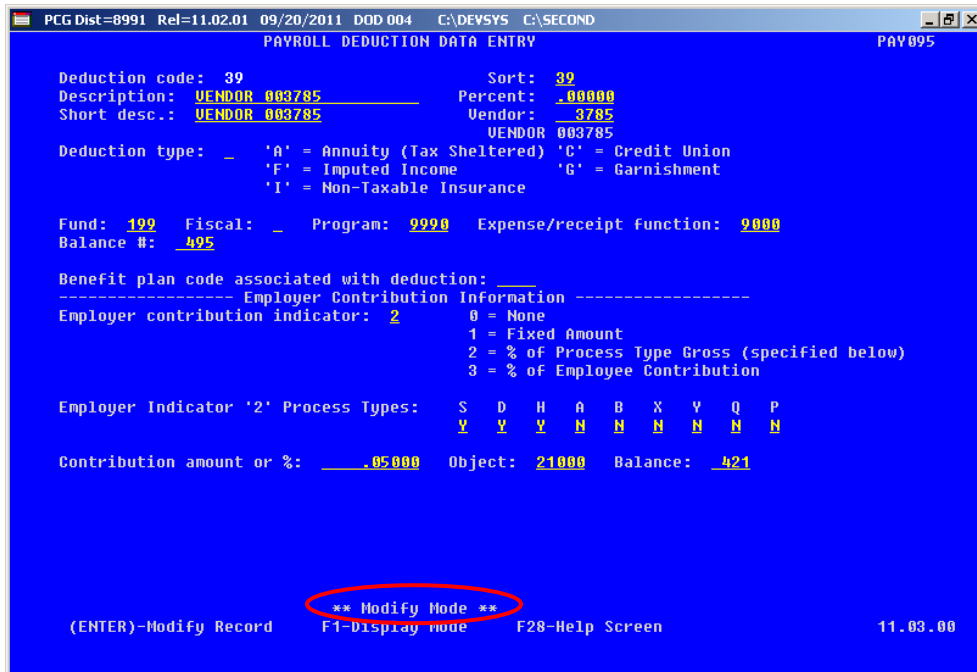 PCG Dist=8991 Rel=11.02.01 09/20/2011 DOD 004 C:\DEVSYS C:\SECOND
PAYROLL DEDUCTION DATA ENTRY PAY095
Deduction code: 39 Sort: 39
Description: VENDOR 003785 Percent: .00000
Short desc.: VENDOR 003785 Vendor: 3785
VENDOR 003785
Deduction type: _ 'A' = Annuity (Tax Sheltered) 'C' = Credit Union
'F' = Imputed Income 'G' = Garnishment
'I' = Non-Taxable Insurance
Fund: 199 Fiscal: _ Program: 9990 Expense/receipt function: 9000
Balance #: 495
Benefit plan code associated with deduction: ____
------------------ Employer Contribution Information ------------------
Employer contribution indicator: 2 0 = None
1 = Fixed Amount
2 = % of Process Type Gross (specified below)
3 = % of Employee Contribution
Employer Indicator '2' Process Types: S D H A B X Y Q P
Y Y Y N N N N N N
Contribution amount or %: .05000 Object: 21000 Balance: 421
** Modify Mode **
(ENTER)-Modify Record F1-Display Mode F28-Help Screen 11.03.00